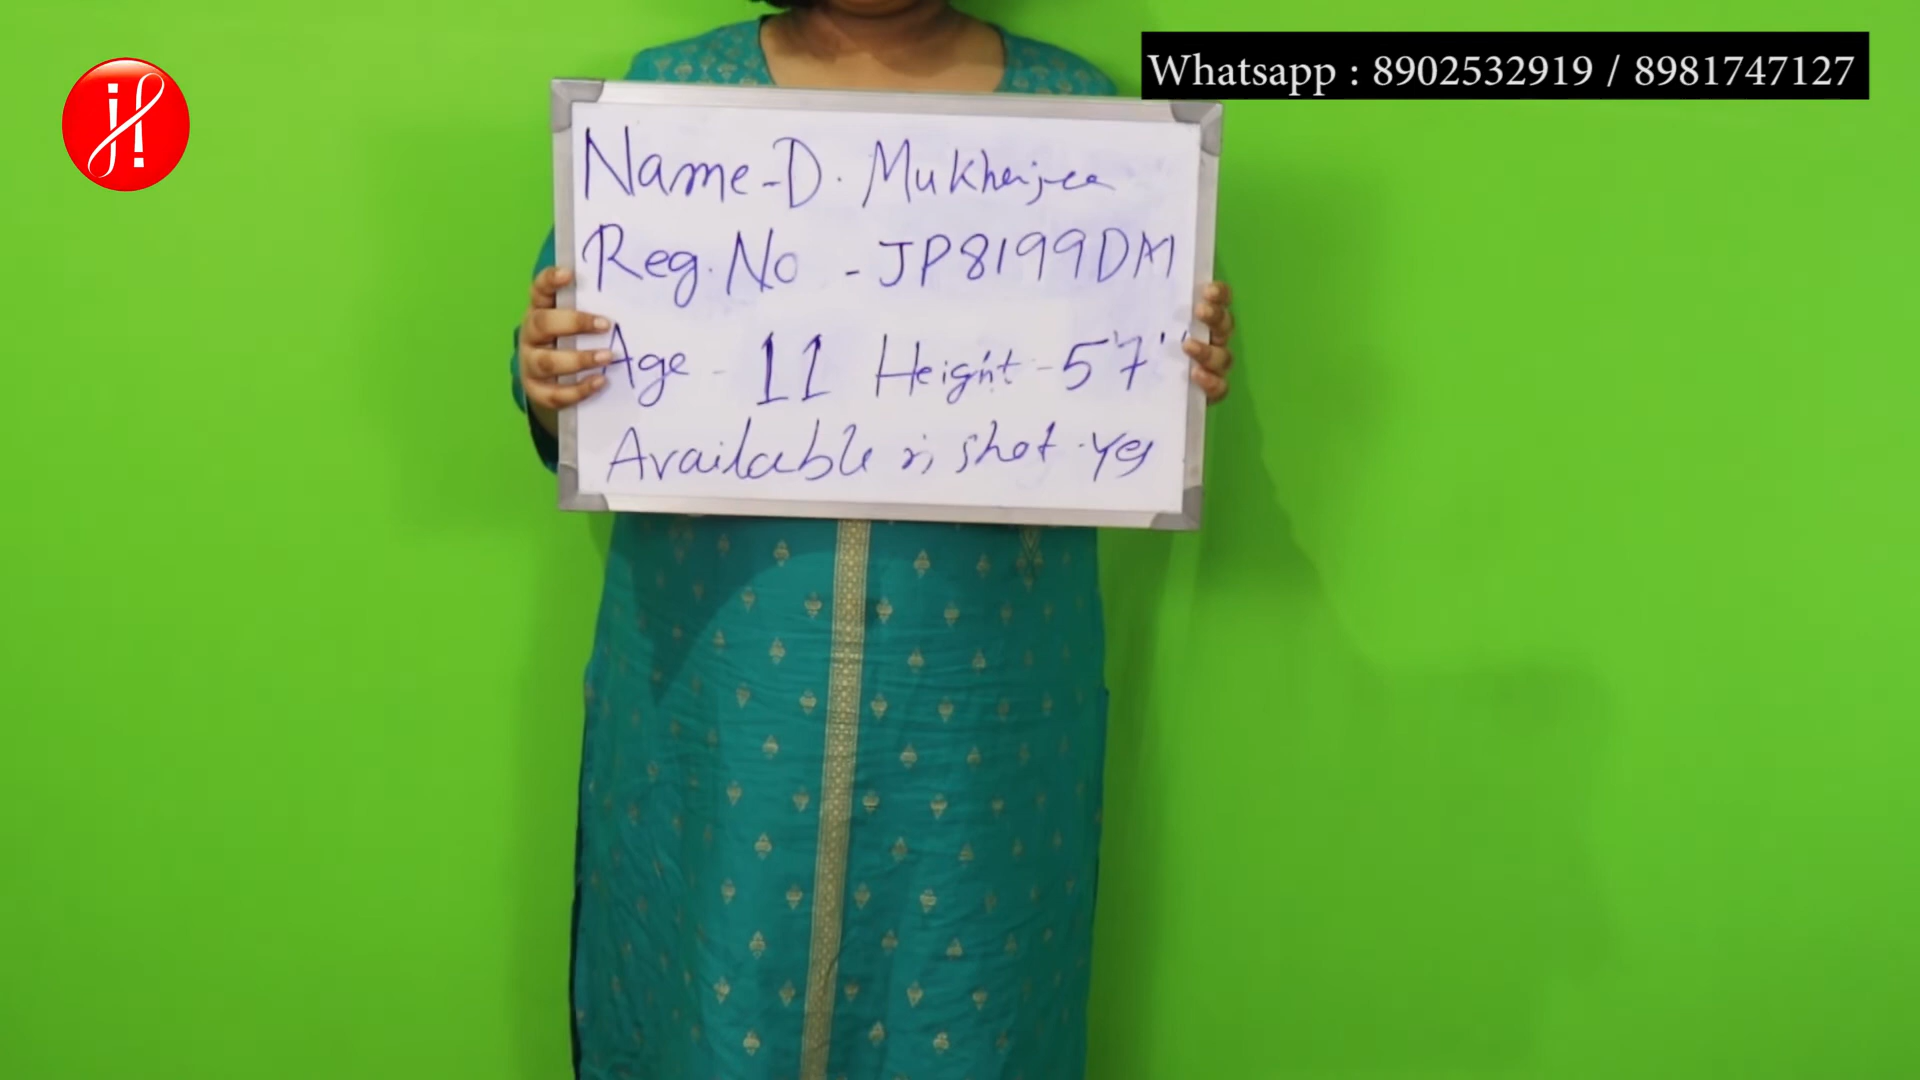 Whatsapp : 8902532919 / 8981747127
Name - D. Mukherjee
Reg. No - JP8199DM
Age - 11 Height - 5'7''
Available in shot - yes